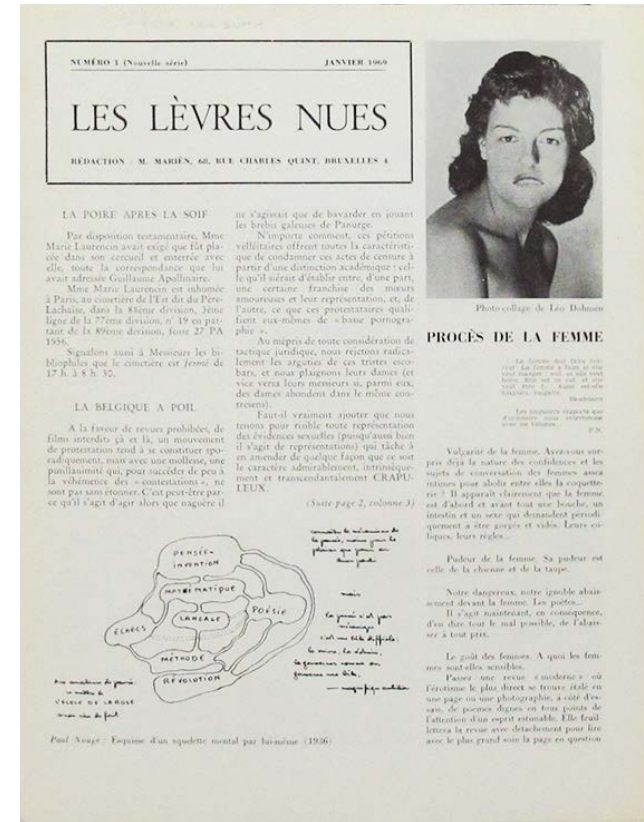 NUMÉRO 1 (Nouvelle série) JANVIER 1969
LES LÈVRES NUES
RÉDACTION : M. MARIËN, 68, RUE CHARLES QUINT, BRUXELLES 4
LA POIRE APRES LA SOIF
Par disposition testamentaire, Mme
Marie Laurencin avait exigé que fût pla-
cée dans son cercueil et enterrée avec
elle, toute la correspondance que lui
avait adressée Guillaume Apollinaire.
Mme Marie Laurencin est inhumée
à Paris, au cimetière de l'Est dit du Père-
Lachaise, dans la 88ème division, 3ème
ligne de la 77ème division, n° 19 en par-
tant de la 89ème division, fosse 27 PA
1956.
Signalons aussi à Messieurs les bi-
bliophiles que le cimetière est fermé de
17 h. à 8 h. 30.
LA BELGIQUE A POIL
A la faveur de revues prohibées, de
films interdits çà et là, un mouvement
de protestation tend à se constituer spo-
radiquement, mais avec une mollesse, une
pusillanimité qui, pour succéder de peu à
la véhémence des « contestations », ne
sont pas sans étonner. C'est peut-être par-
ce qu'il s'agit d'agir alors que naguère il
ne s'agissait que de bavarder en jouant
les brebis galeuses de Panurge.
N'importe comment, ces pétitions
velléitaires offrent toutes la caractéristi-
que de condamner ces actes de censure à
partir d'une distinction académique : cel-
le qu'il siérait d'établir entre, d'une part,
une certaine franchise des mœurs
amoureuses et leur représentation, et, de
l'autre, ce que ces protestataires quali-
fient eux-mêmes de « basse pornogra-
phie ».
Au mépris de toute considération de
tactique juridique, nous rejetons radica-
lement les arguties de ces tristes esco-
bars, et nous plaignons leurs dames (et
vice versa leurs messieurs si, parmi eux,
des dames abondent dans le même con-
tresens).
Faut-il vraiment ajouter que nous
tenons pour risible toute représentation
des évidences sexuelles (puisqu'aussi bien
il s'agit de représentations) qui tâche à
en amender de quelque façon que ce soit
le caractère admirablement, intrinsèque-
ment et transcendantalement CRAPU-
LEUX.
(Suite page 2, colonne 3)
PENSÉE-
INVENTION
MATHÉMATIQUE
LANGAGE
POÉSIE
ÉCHECS
MÉTHODE
RÉVOLUTION
mais
Paul Nougé : Esquisse d'un squelette mental par lui-même (1936)
Photo-collage de Léo Dohmen
PROCÈS DE LA FEMME
Baudelaire
Vulgarité de la femme. Avez-vous sur-
pris déjà la nature des confidences et les
sujets de conversation des femmes assez
intimes pour abolir entre elles la coquette-
rie ? Il apparaît clairement que la femme
est d'abord et avant tout une bouche, un
intestin et un sexe qui demandent périodi-
quement à être gorgés et vidés. Leurs co-
liques, leurs règles...
Pudeur de la femme. Sa pudeur est
celle de la chienne et de la taupe.
Notre dangereux, notre ignoble abais-
sement devant la femme. Les poètes...
Il s'agit maintenant, en conséquence,
d'en dire tout le mal possible, de l'abais-
ser à tout prix.
Le goût des femmes. A quoi les fem-
mes sont-elles sensibles.
Passez une revue « moderne » où
l'érotisme le plus direct se trouve étalé en
une page ou une photographie, à côté d'es-
sais, de poèmes dignes en tous points de
l'attention d'un esprit estimable. Elle feuil-
lettera la revue avec détachement pour lire
avec le plus grand soin la page en question